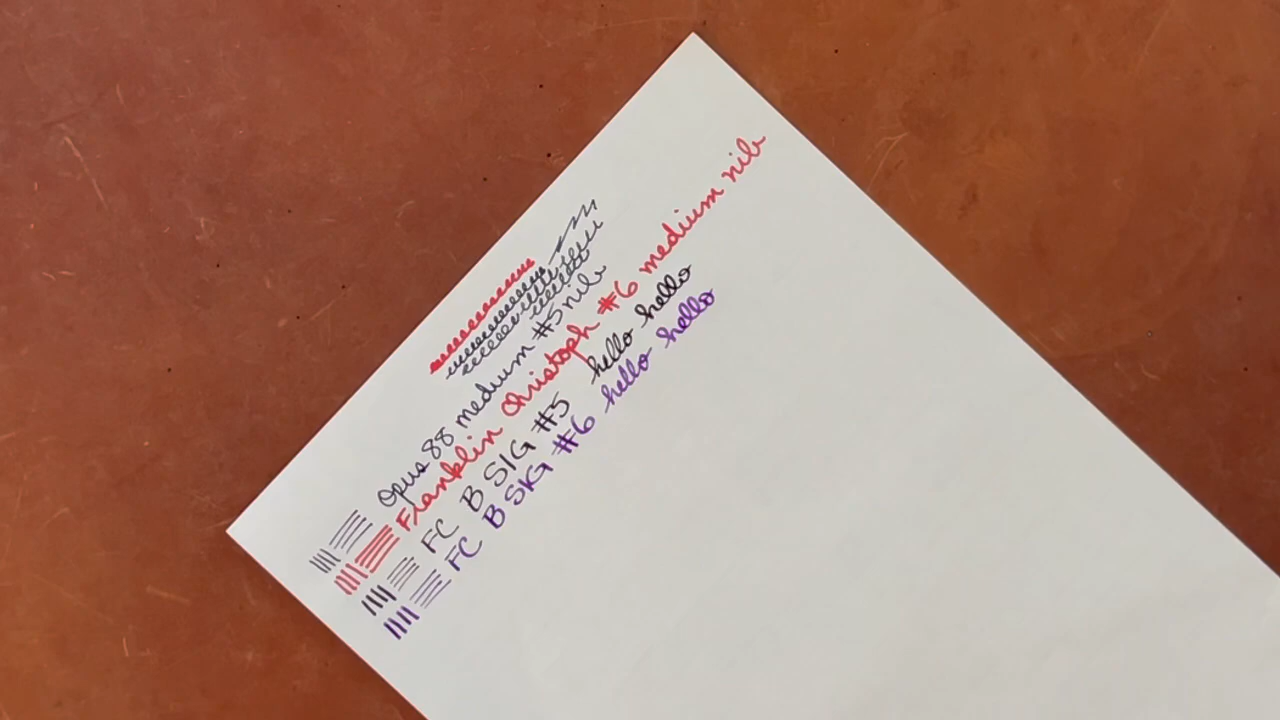 Opus 88 medium #5 nib
Franklin Christoph #6 medium nib
FC B SIG #5 hello hello
FC B SIG #6 hello hello